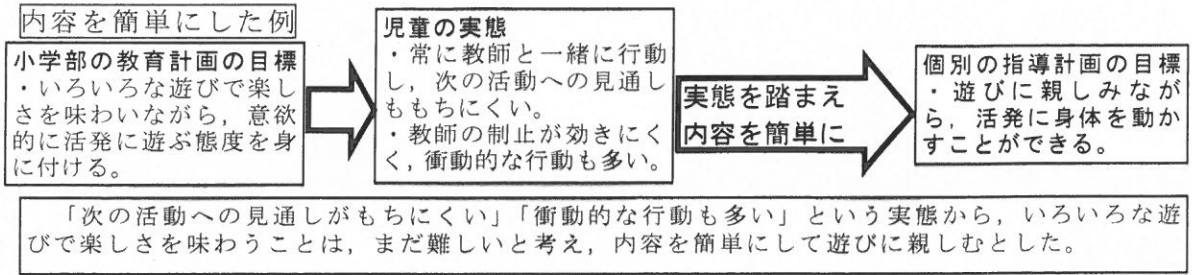 内容を簡単にした例
小学部の教育計画の目標
・いろいろな遊びで楽し
さを味わいながら，意欲
的に活発に遊ぶ態度を身
に付ける。
児童の実態
・常に教師と一緒に行動
し，次の活動への見通し
ももちにくい。
・教師の制止が効きにく
く，衝動的な行動も多い。
実態を踏まえ
内容を簡単に
個別の指導計画の目標
・遊びに親しみなが
ら，活発に身体を動か
すことができる。
「次の活動への見通しがもちにくい」「衝動的な行動も多い」という実態から，いろいろな遊
びで楽しさを味わうことは，まだ難しいと考え，内容を簡単にして遊びに親しむとした。